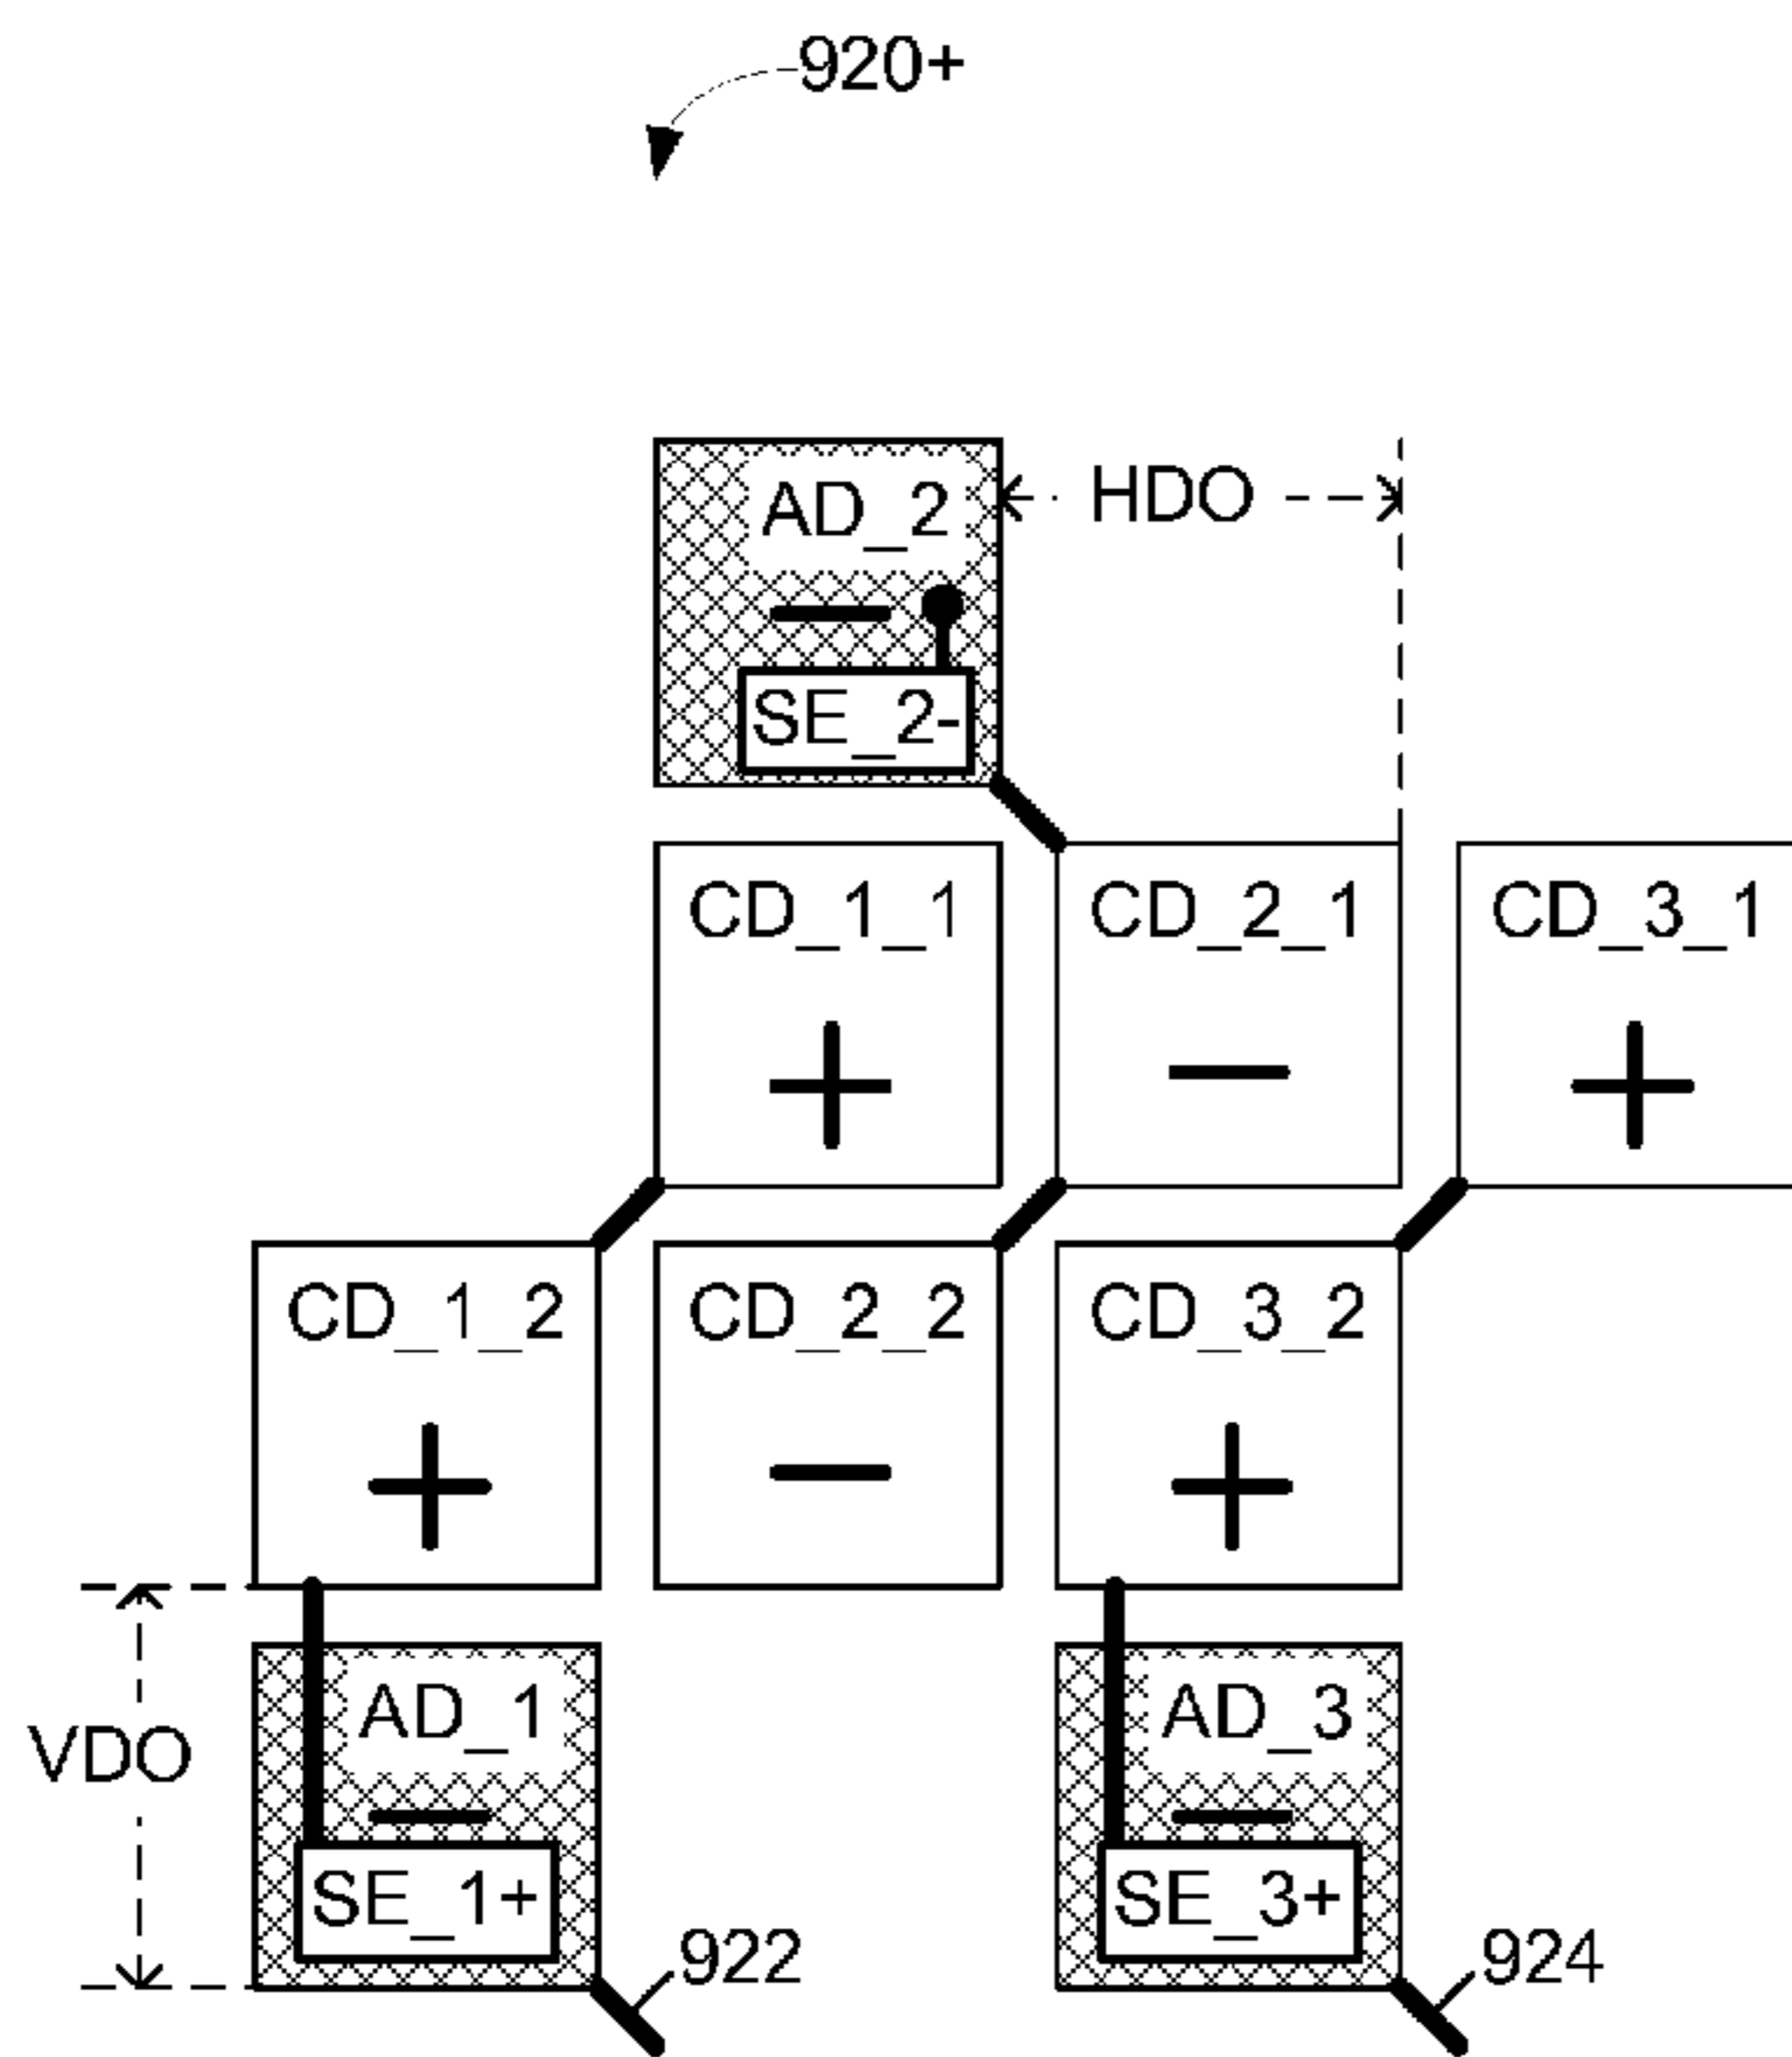 920+
AD_2
HDO
SE_2-
CD_1_1
CD_2_1
CD_3_1
+
−
+
CD_1_2
CD_2_2
CD_3_2
+
−
+
VDO
AD_1
AD_3
SE_1+
SE_3+
922
924